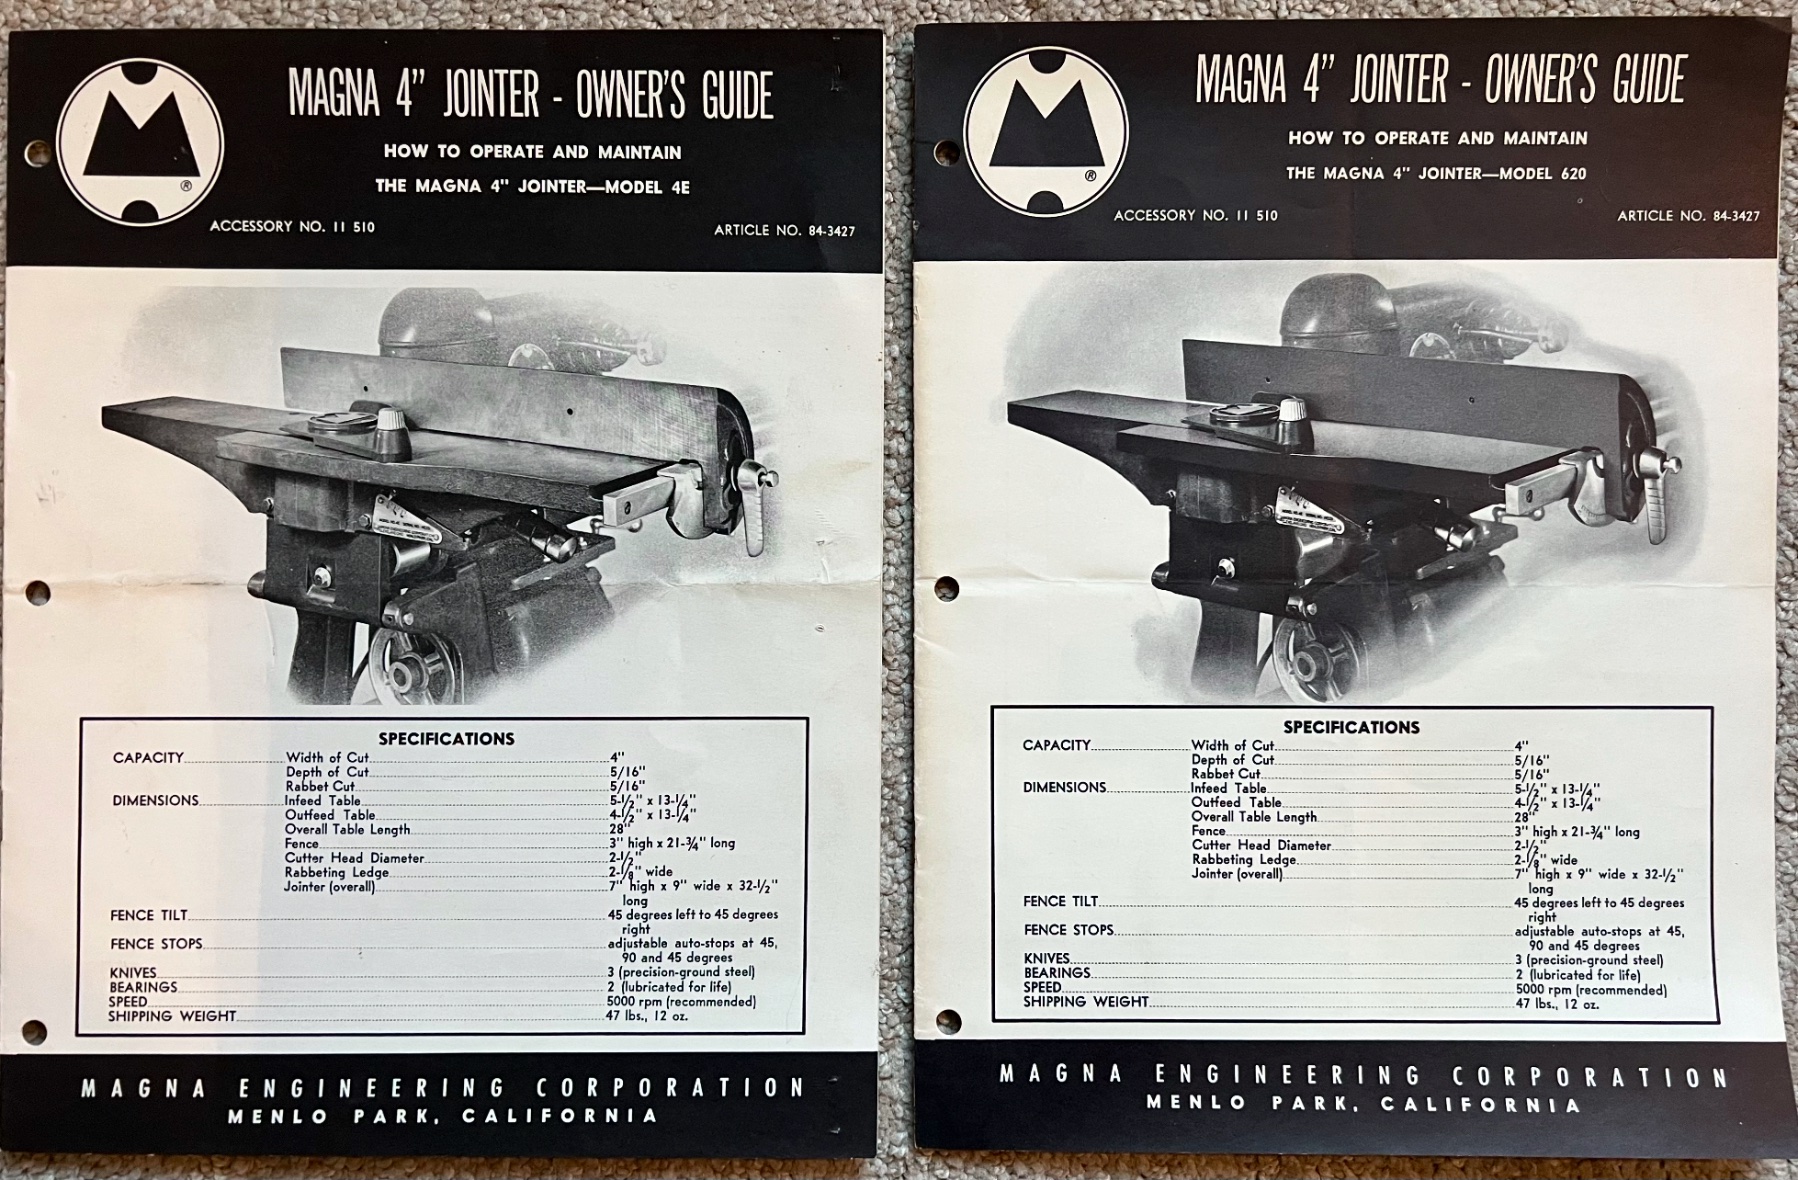 MAGNA 4" JOINTER - OWNER'S GUIDE
HOW TO OPERATE AND MAINTAIN
THE MAGNA 4" JOINTER—MODEL 4E
ACCESSORY NO. 11 510
ARTICLE NO. 84-3427
M
®
SPECIFICATIONS
CAPACITY Width of Cut 4"
Depth of Cut 5/16"
Rabbet Cut 5/16"
DIMENSIONS Infeed Table 5-1/2" x 13-1/4"
Outfeed Table 4-1/2" x 13-1/4"
Overall Table Length 28"
Fence 3" high x 21-3/4" long
Cutter Head Diameter 2-1/2"
Rabbeting Ledge 2-1/8" wide
Jointer (overall) 7" high x 9" wide x 32-1/2"
long
FENCE TILT 45 degrees left to 45 degrees
right
FENCE STOPS adjustable auto-stops at 45,
90 and 45 degrees
KNIVES 3 (precision-ground steel)
BEARINGS 2 (lubricated for life)
SPEED 5000 rpm (recommended)
SHIPPING WEIGHT 47 lbs., 12 oz.
MAGNA ENGINEERING CORPORATION
MENLO PARK, CALIFORNIA
MAGNA 4" JOINTER - OWNER'S GUIDE
HOW TO OPERATE AND MAINTAIN
THE MAGNA 4" JOINTER—MODEL 620
ACCESSORY NO. 11 510
ARTICLE NO. 84-3427
M
®
SPECIFICATIONS
CAPACITY Width of Cut 4"
Depth of Cut 5/16"
Rabbet Cut 5/16"
DIMENSIONS Infeed Table 5-1/2" x 13-1/4"
Outfeed Table 4-1/2" x 13-1/4"
Overall Table Length 28"
Fence 3" high x 21-3/4" long
Cutter Head Diameter 2-1/2"
Rabbeting Ledge 2-1/8" wide
Jointer (overall) 7" high x 9" wide x 32-1/2"
long
FENCE TILT 45 degrees left to 45 degrees
right
FENCE STOPS adjustable auto-stops at 45,
90 and 45 degrees
KNIVES 3 (precision-ground steel)
BEARINGS 2 (lubricated for life)
SPEED 5000 rpm (recommended)
SHIPPING WEIGHT 47 lbs., 12 oz.
MAGNA ENGINEERING CORPORATION
MENLO PARK, CALIFORNIA